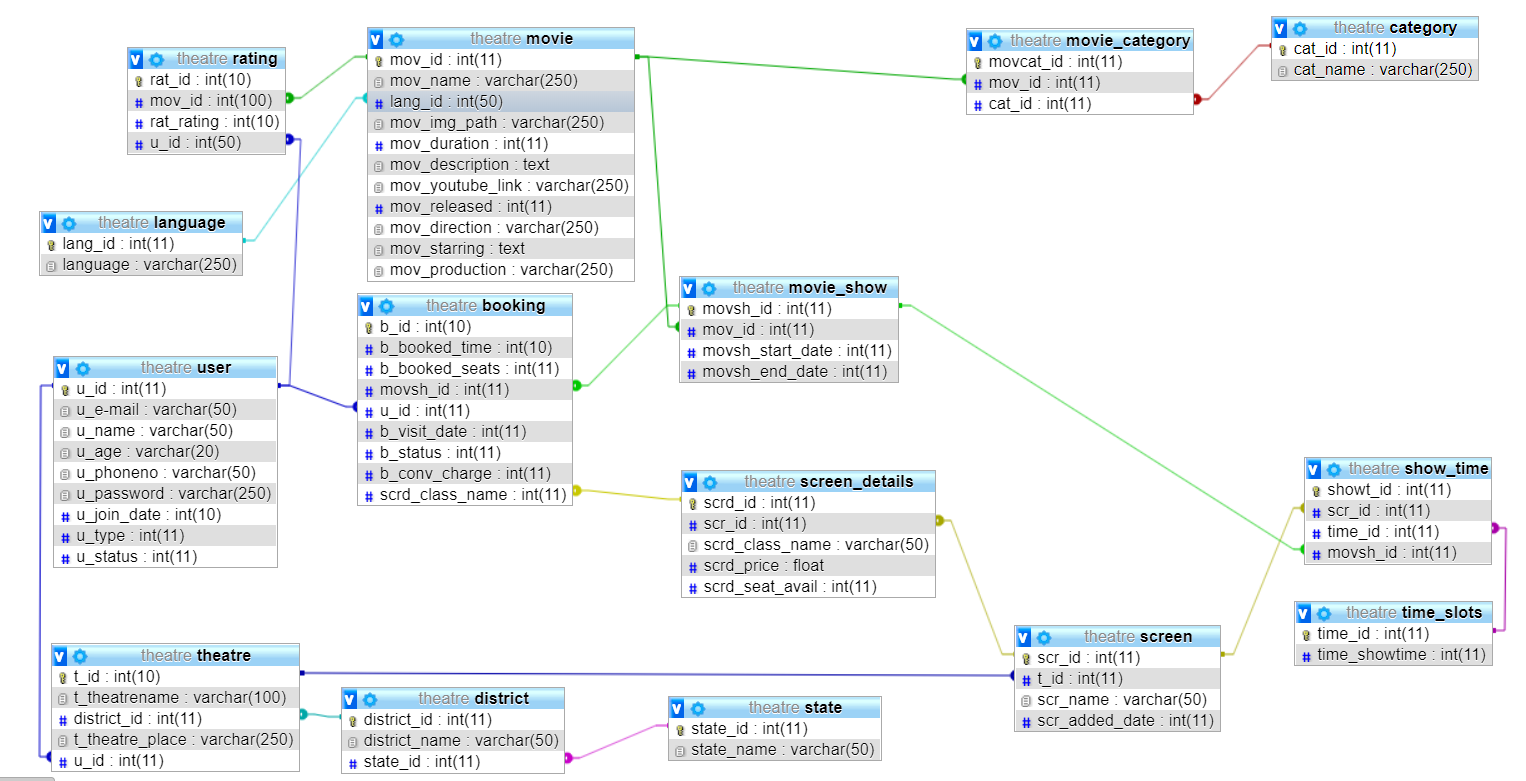 theatre rating
rat_id : int(10)
mov_id : int(100)
rat_rating : int(10)
u_id : int(50)
theatre movie
mov_id : int(11)
mov_name : varchar(250)
lang_id : int(50)
mov_img_path : varchar(250)
mov_duration : int(11)
mov_description : text
mov_youtube_link : varchar(250)
mov_released : int(11)
mov_direction : varchar(250)
mov_starring : text
mov_production : varchar(250)
theatre movie_category
movcat_id : int(11)
mov_id : int(11)
cat_id : int(11)
theatre category
cat_id : int(11)
cat_name : varchar(250)
theatre language
lang_id : int(11)
language : varchar(250)
theatre booking
b_id : int(10)
b_booked_time : int(10)
b_booked_seats : int(11)
movsh_id : int(11)
u_id : int(11)
b_visit_date : int(11)
b_status : int(11)
b_conv_charge : int(11)
scrd_class_name : int(11)
theatre movie_show
movsh_id : int(11)
mov_id : int(11)
movsh_start_date : int(11)
movsh_end_date : int(11)
theatre user
u_id : int(11)
u_e-mail : varchar(50)
u_name : varchar(50)
u_age : varchar(20)
u_phoneno : varchar(50)
u_password : varchar(250)
u_join_date : int(10)
u_type : int(11)
u_status : int(11)
theatre screen_details
scrd_id : int(11)
scr_id : int(11)
scrd_class_name : varchar(50)
scrd_price : float
scrd_seat_avail : int(11)
theatre show_time
showt_id : int(11)
scr_id : int(11)
time_id : int(11)
movsh_id : int(11)
theatre time_slots
time_id : int(11)
time_showtime : int(11)
theatre theatre
t_id : int(10)
t_theatrename : varchar(100)
district_id : int(11)
t_theatre_place : varchar(250)
u_id : int(11)
theatre district
district_id : int(11)
district_name : varchar(50)
state_id : int(11)
theatre state
state_id : int(11)
state_name : varchar(50)
theatre screen
scr_id : int(11)
t_id : int(11)
scr_name : varchar(50)
scr_added_date : int(11)